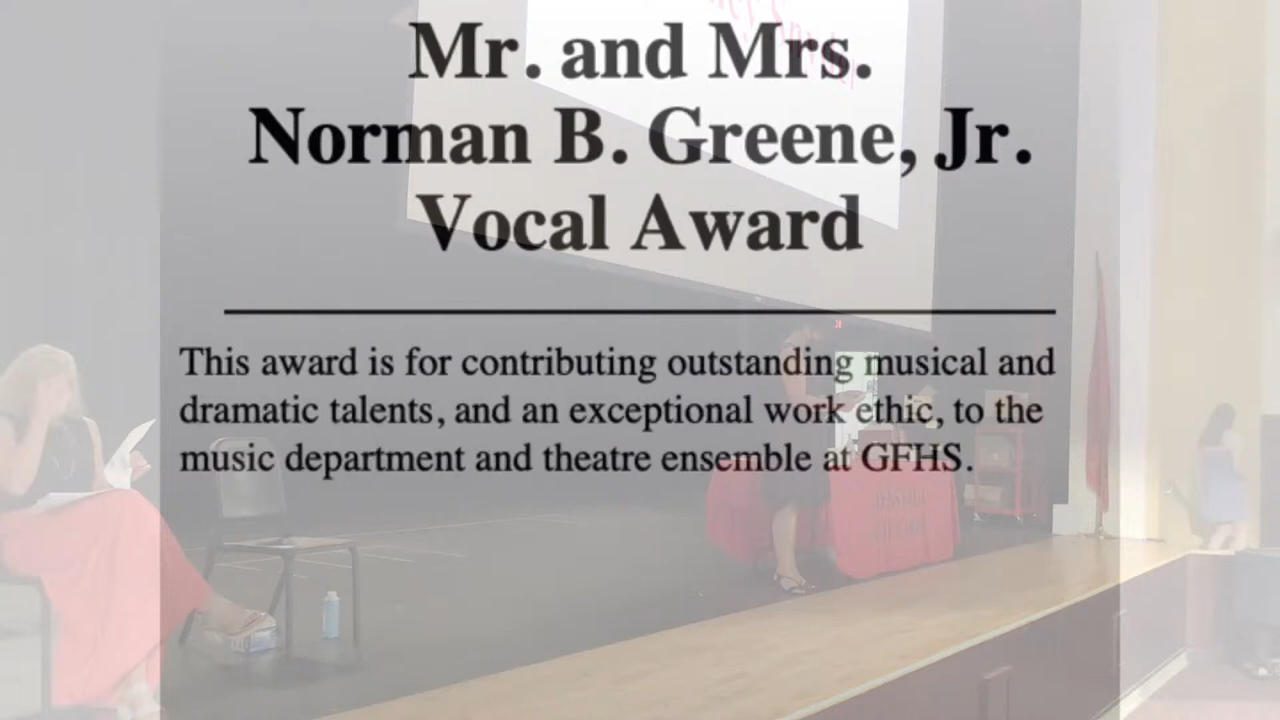 Mr. and Mrs.
Norman B. Greene, Jr.
Vocal Award
This award is for contributing outstanding musical and
dramatic talents, and an exceptional work ethic, to the
music department and theatre ensemble at GFHS.